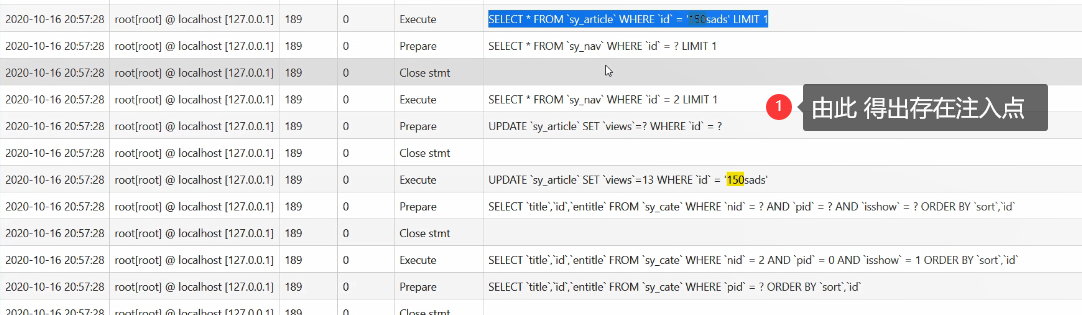 2020-10-16 20:57:28 root[root] @ localhost [127.0.0.1] 189 0 Execute SELECT * FROM `sy_article` WHERE `id` = '150sads' LIMIT 1
2020-10-16 20:57:28 root[root] @ localhost [127.0.0.1] 189 0 Prepare SELECT * FROM `sy_nav` WHERE `id` = ? LIMIT 1
2020-10-16 20:57:28 root[root] @ localhost [127.0.0.1] 189 0 Close stmt
2020-10-16 20:57:28 root[root] @ localhost [127.0.0.1] 189 0 Execute SELECT * FROM `sy_nav` WHERE `id` = 2 LIMIT 1
1 由此 得出存在注入点
2020-10-16 20:57:28 root[root] @ localhost [127.0.0.1] 189 0 Prepare UPDATE `sy_article` SET `views`=? WHERE `id` = ?
2020-10-16 20:57:28 root[root] @ localhost [127.0.0.1] 189 0 Close stmt
2020-10-16 20:57:28 root[root] @ localhost [127.0.0.1] 189 0 Execute UPDATE `sy_article` SET `views`=13 WHERE `id` = '150sads'
2020-10-16 20:57:28 root[root] @ localhost [127.0.0.1] 189 0 Prepare SELECT `title`,`id`,`entitle` FROM `sy_cate` WHERE `nid` = ? AND `pid` = ? AND `isshow` = ? ORDER BY `sort`,`id`
2020-10-16 20:57:28 root[root] @ localhost [127.0.0.1] 189 0 Close stmt
2020-10-16 20:57:28 root[root] @ localhost [127.0.0.1] 189 0 Execute SELECT `title`,`id`,`entitle` FROM `sy_cate` WHERE `nid` = 2 AND `pid` = 0 AND `isshow` = 1 ORDER BY `sort`,`id`
2020-10-16 20:57:28 root[root] @ localhost [127.0.0.1] 189 0 Prepare SELECT `title`,`id`,`entitle` FROM `sy_cate` WHERE `pid` = ? ORDER BY `sort`,`id`
2020-10-16 20:57:28 root[root] @ localhost [127.0.0.1] 189 0 Close stmt